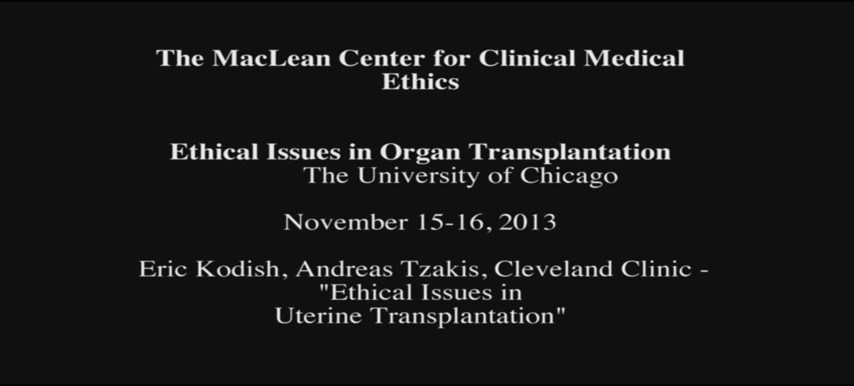 The MacLean Center for Clinical Medical
Ethics
Ethical Issues in Organ Transplantation
The University of Chicago
November 15-16, 2013
Eric Kodish, Andreas Tzakis, Cleveland Clinic -
"Ethical Issues in
Uterine Transplantation"